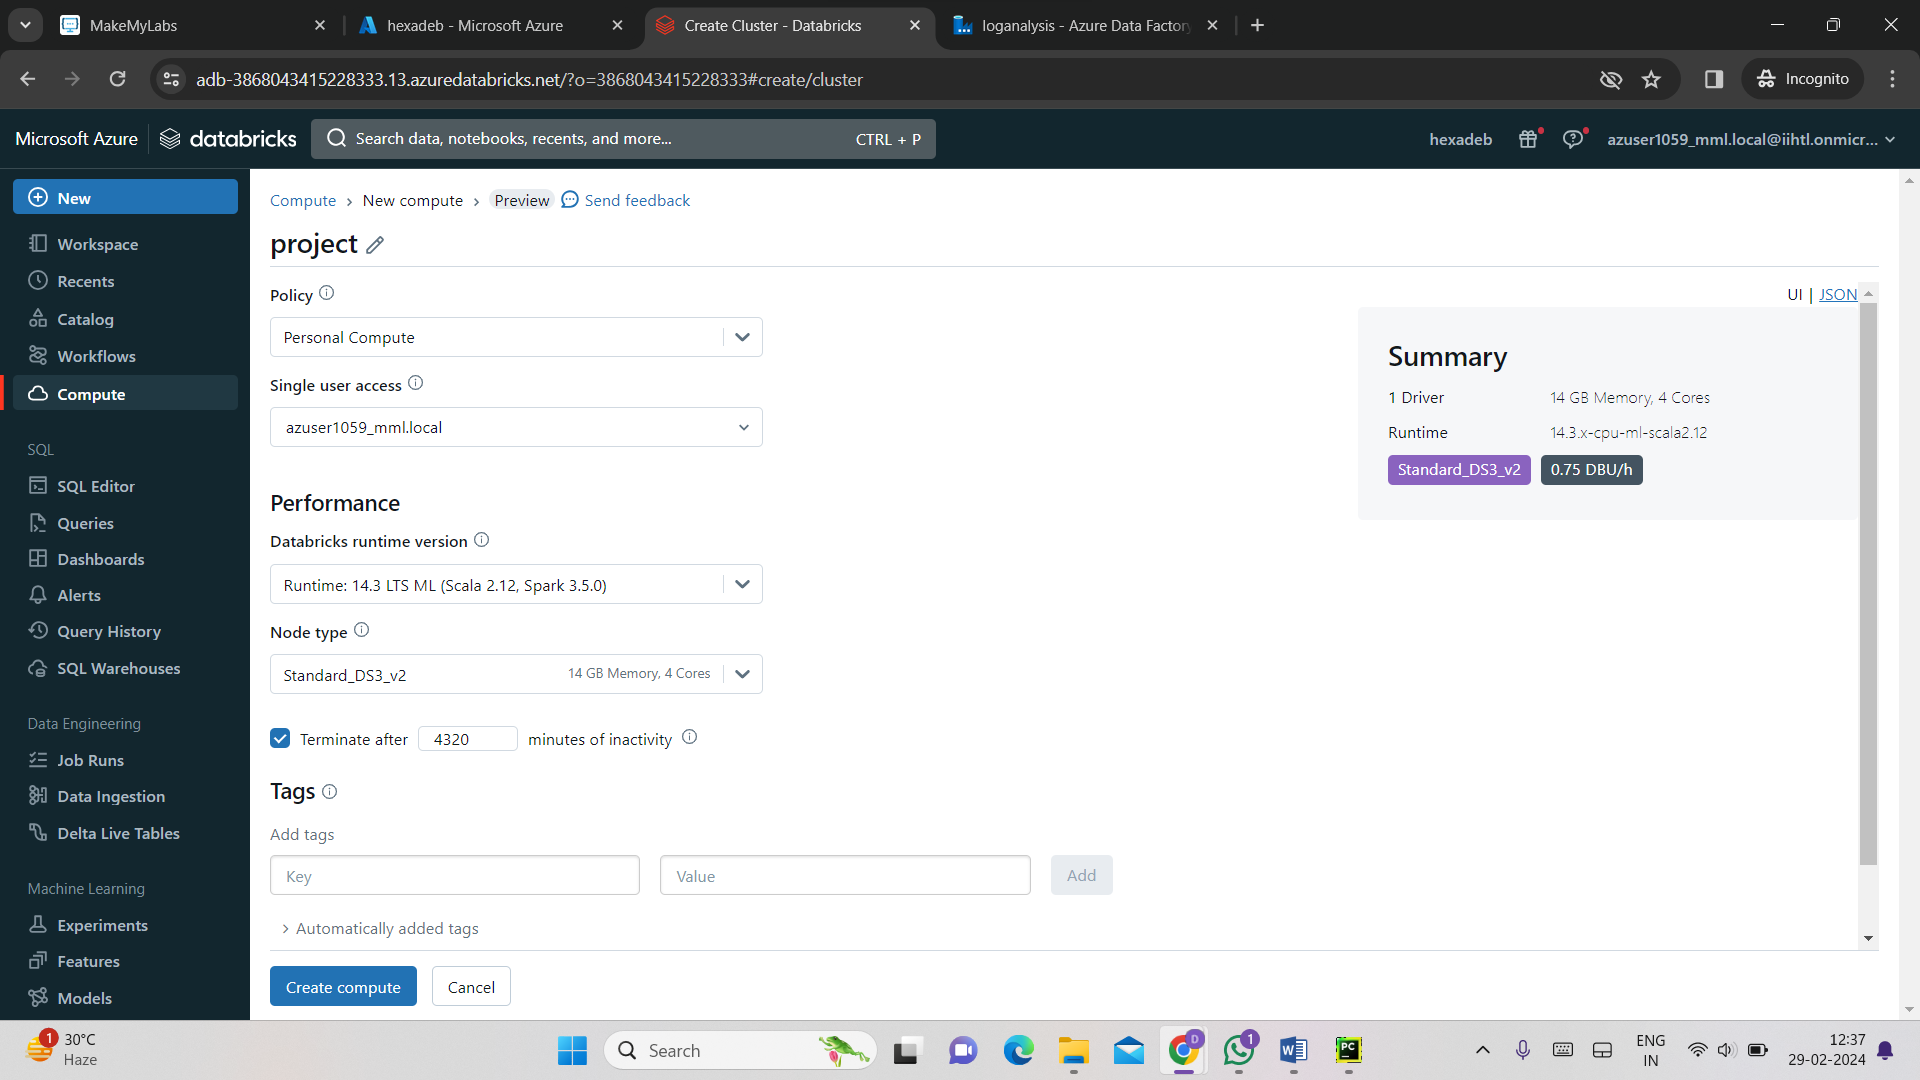 MakeMyLabs
hexadeb - Microsoft Azure
Create Cluster - Databricks
loganalysis - Azure Data Factory
adb-3868043415228333.13.azuredatabricks.net/?o=3868043415228333#create/cluster
Incognito
Microsoft Azure
databricks
Search data, notebooks, recents, and more...
CTRL + P
hexadeb
azuser1059_mml.local@iihtl.onmicr...
New
Workspace
Recents
Catalog
Workflows
Compute
SQL
SQL Editor
Queries
Dashboards
Alerts
Query History
SQL Warehouses
Data Engineering
Job Runs
Data Ingestion
Delta Live Tables
Machine Learning
Experiments
Features
Models
Compute › New compute › Preview Send feedback
project
UI | JSON
Policy
Personal Compute
Single user access
azuser1059_mml.local
Performance
Databricks runtime version
Runtime: 14.3 LTS ML (Scala 2.12, Spark 3.5.0)
Node type
Standard_DS3_v2 14 GB Memory, 4 Cores
Terminate after 4320 minutes of inactivity
Tags
Add tags
Key
Value
Add
Automatically added tags
Create compute
Cancel
Summary
1 Driver 14 GB Memory, 4 Cores
Runtime 14.3.x-cpu-ml-scala2.12
Standard_DS3_v2 0.75 DBU/h
1
30°C
Haze
Search
D
1
W
PC
ENG
IN
12:37
29-02-2024